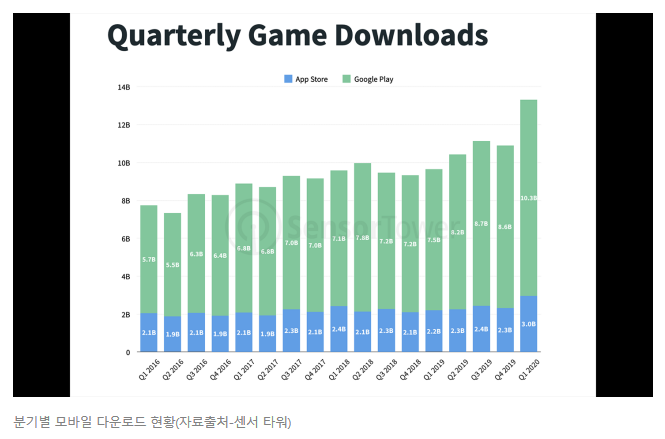 Quarterly Game Downloads
App Store Google Play
14B
12B
10B
8B
6B
4B
2B
0
5.7B 5.5B 6.3B 6.4B 6.8B 6.8B 7.0B 7.0B 7.1B 7.8B 7.2B 7.2B 7.5B 8.2B 8.7B 8.6B 10.3B
SensorTower
2.1B 1.9B 2.1B 1.9B 2.1B 1.9B 2.3B 2.1B 2.4B 2.1B 2.3B 2.1B 2.2B 2.3B 2.4B 2.3B 3.0B
Q1 2016 Q2 2016 Q3 2016 Q4 2016 Q1 2017 Q2 2017 Q3 2017 Q4 2017 Q1 2018 Q2 2018 Q3 2018 Q4 2018 Q1 2019 Q2 2019 Q3 2019 Q4 2019 Q1 2020
분기별 모바일 다운로드 현황(자료출처-센서 타워)